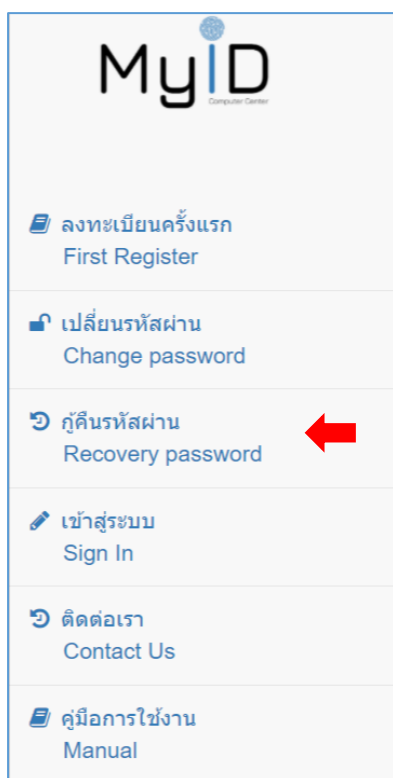 MyiD
Computer Center
ลงทะเบียนครั้งแรก
First Register
เปลี่ยนรหัสผ่าน
Change password
กู้คืนรหัสผ่าน
Recovery password
เข้าสู่ระบบ
Sign In
ติดต่อเรา
Contact Us
คู่มือการใช้งาน
Manual